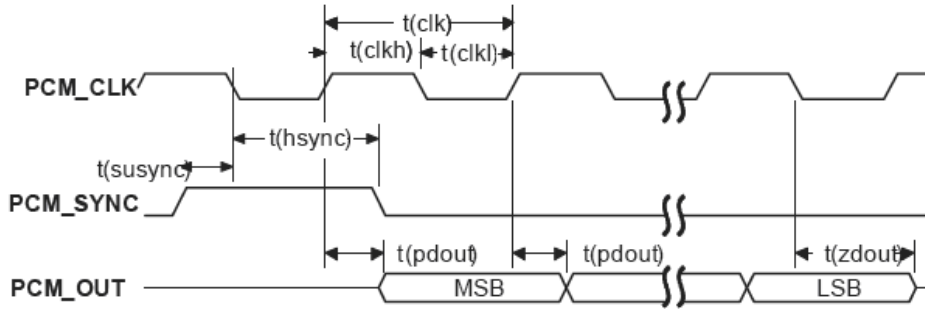 t(clk)
t(clkh) t(clkl)
PCM_CLK
t(hsync)
t(susync)
PCM_SYNC
t(pdout) t(pdout) t(zdout)
PCM_OUT MSB LSB